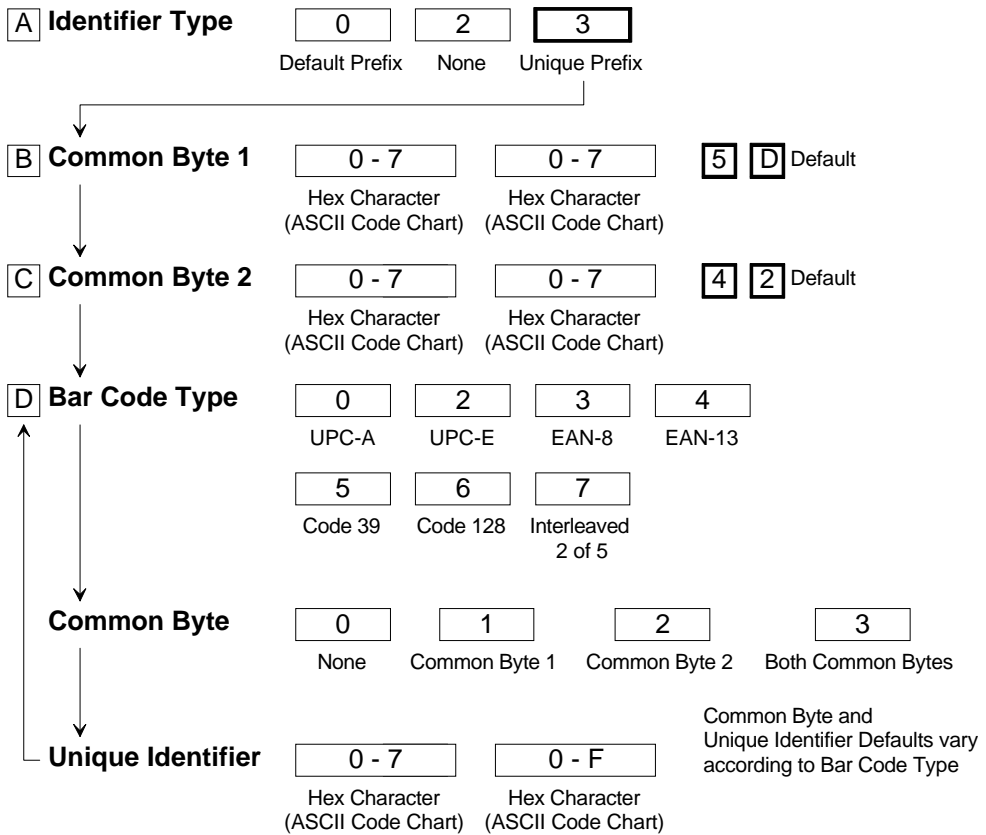 A Identifier Type 0 2 3
Default Prefix None Unique Prefix
B Common Byte 1 0 - 7 0 - 7 5 D Default
Hex Character Hex Character
(ASCII Code Chart) (ASCII Code Chart)
C Common Byte 2 0 - 7 0 - 7 4 2 Default
Hex Character Hex Character
(ASCII Code Chart) (ASCII Code Chart)
D Bar Code Type 0 2 3 4
UPC-A UPC-E EAN-8 EAN-13
5 6 7
Code 39 Code 128 Interleaved
2 of 5
Common Byte 0 1 2 3
None Common Byte 1 Common Byte 2 Both Common Bytes
Unique Identifier 0 - 7 0 - F
Hex Character Hex Character
(ASCII Code Chart) (ASCII Code Chart)
Common Byte and
Unique Identifier Defaults vary
according to Bar Code Type